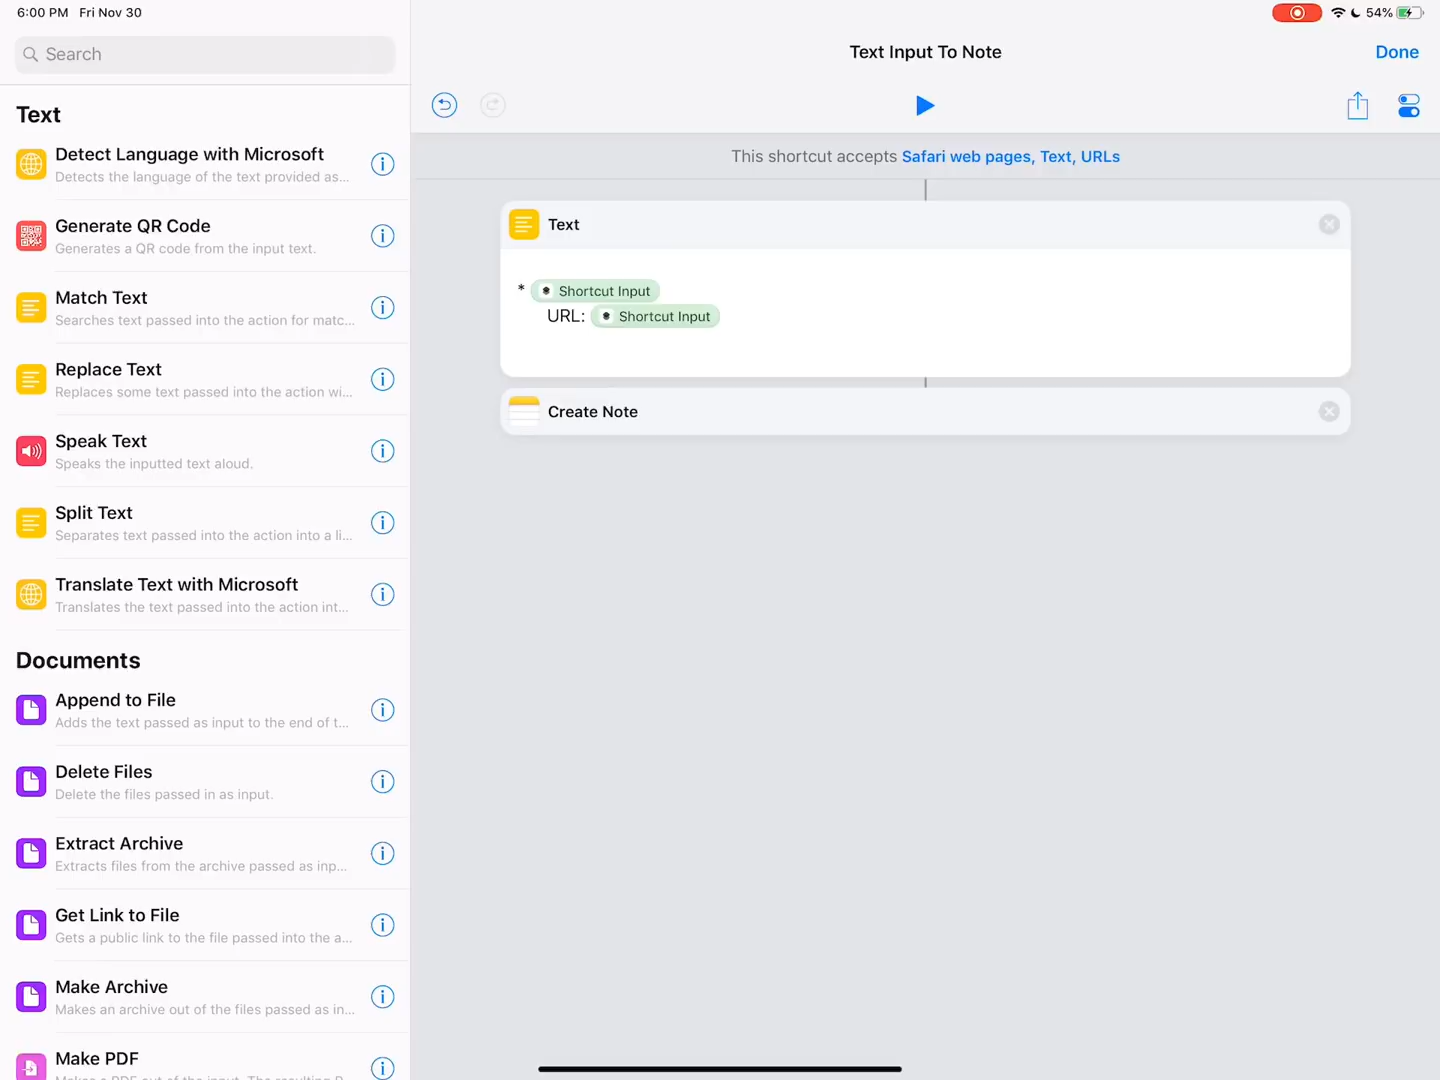 6:00 PM Fri Nov 30
54%
Search
Text
Detect Language with Microsoft
Detects the language of the text provided as...
Generate QR Code
Generates a QR code from the input text.
Match Text
Searches text passed into the action for matc...
Replace Text
Replaces some text passed into the action wi...
Speak Text
Speaks the inputted text aloud.
Split Text
Separates text passed into the action into a li...
Translate Text with Microsoft
Translates the text passed into the action int...
Documents
Append to File
Adds the text passed as input to the end of t...
Delete Files
Delete the files passed in as input.
Extract Archive
Extracts files from the archive passed as inp...
Get Link to File
Gets a public link to the file passed into the a...
Make Archive
Makes an archive out of the files passed as in...
Make PDF
Text Input To Note
Done
This shortcut accepts Safari web pages, Text, URLs
Text
* Shortcut Input
URL: Shortcut Input
Create Note